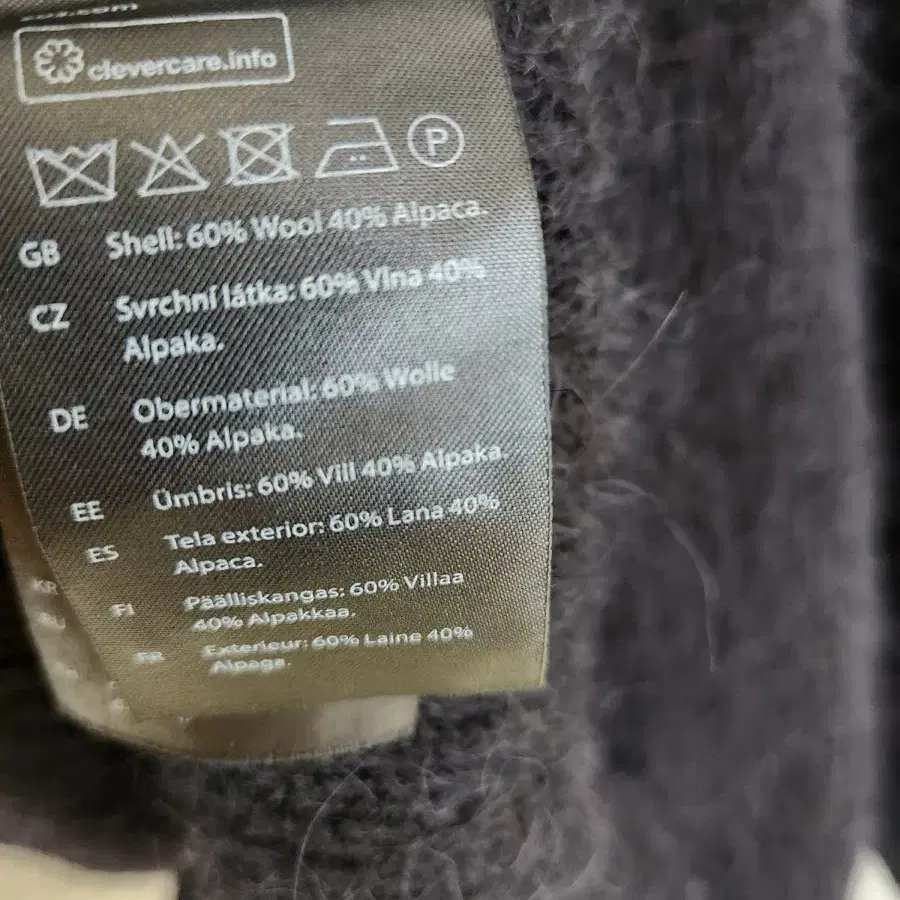 clevercare.info
P
GB Shell: 60% Wool 40% Alpaca.
CZ Svrchní látka: 60% Vlna 40%
Alpaka.
DE Obermaterial: 60% Wolle
40% Alpaka.
EE Ümbris: 60% Vill 40% Alpaka.
ES Tela exterior: 60% Lana 40%
Alpaca.
FI Päälliskangas: 60% Villaa
40% Alpakkaa.
FR Exterieur: 60% Laine 40%
Alpaga.
KR
RU